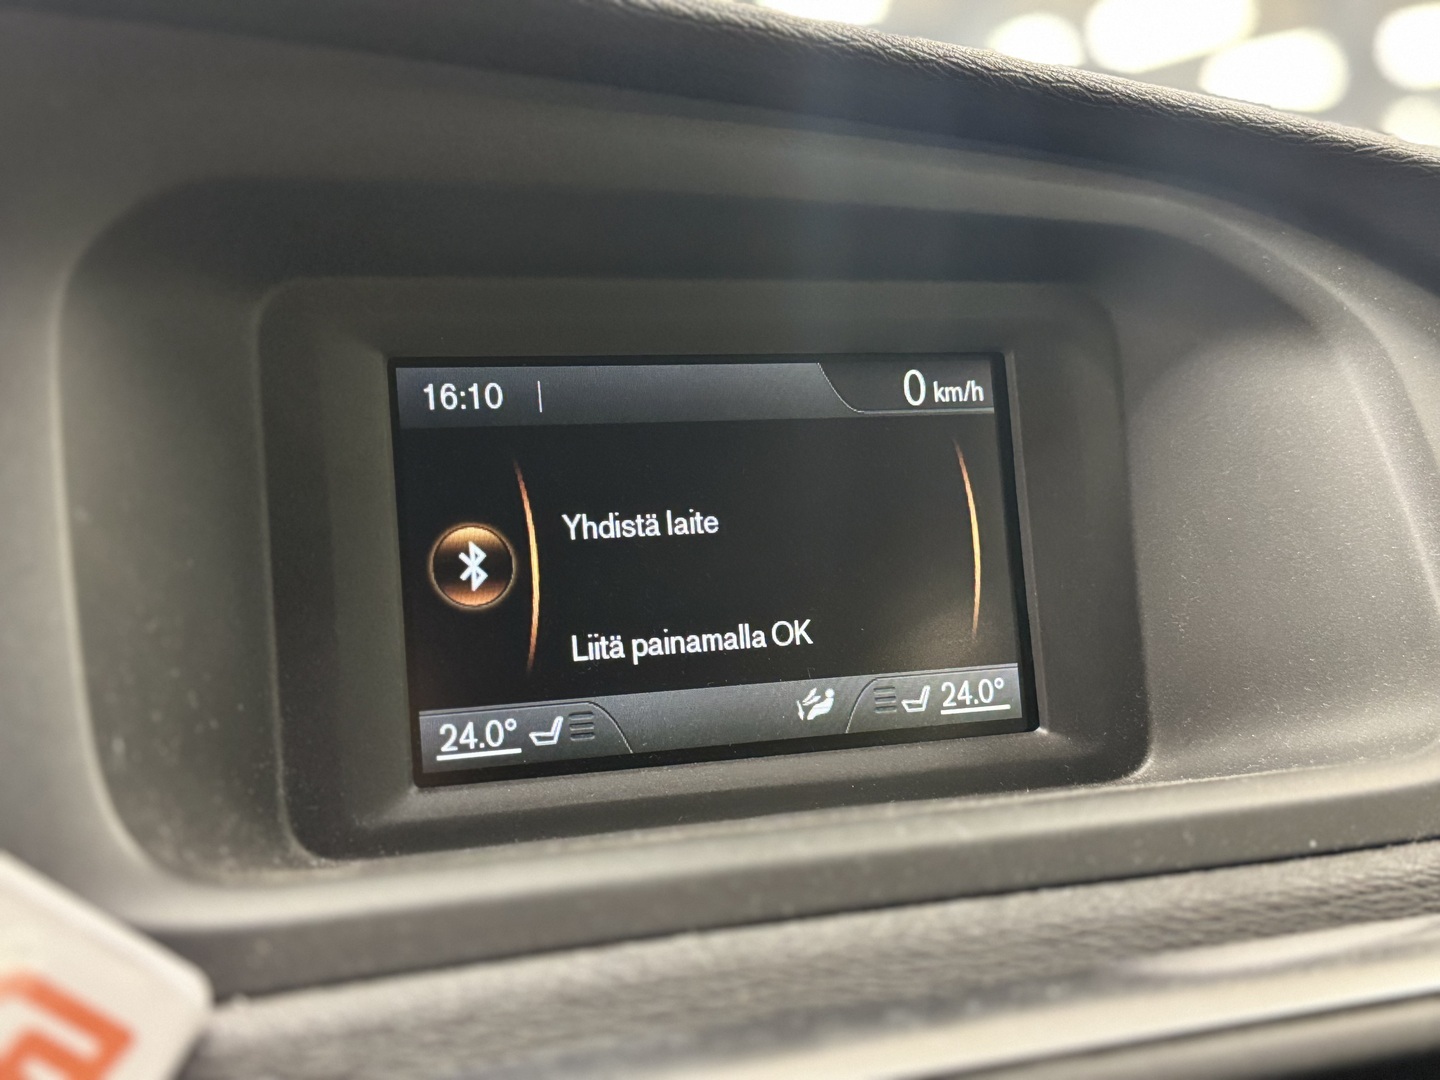 16:10 0 km/h
Yhdistä laite
Liitä painamalla OK
24.0° 24.0°